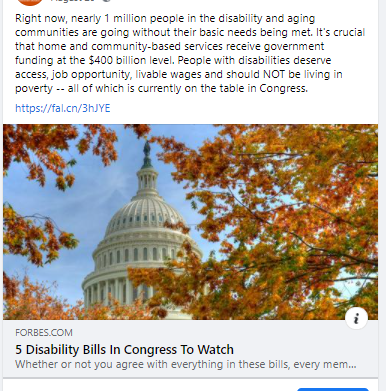 Right now, nearly 1 million people in the disability and aging
communities are going without their basic needs being met. It's crucial
that home and community-based services receive government
funding at the $400 billion level. People with disabilities deserve
access, job opportunity, livable wages and should NOT be living in
poverty -- all of which is currently on the table in Congress.
https://fal.cn/3hJYE
i
FORBES.COM
5 Disability Bills In Congress To Watch
Whether or not you agree with everything in these bills, every mem...